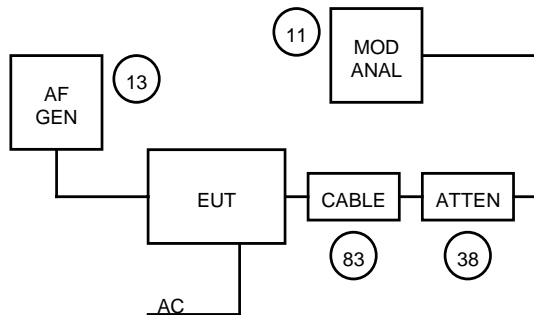 11
MOD
ANAL
AF
GEN
13
EUT
CABLE
ATTEN
83
38
AC